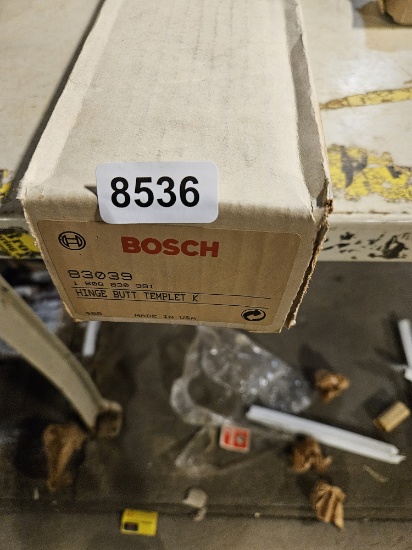 8536
BOSCH
83039
HINGE BUTT TEMPLET K
MADE IN USA